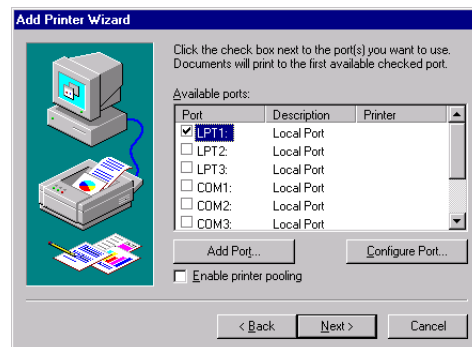 Add Printer Wizard
Click the check box next to the port(s) you want to use.
Documents will print to the first available checked port.
Available ports:
Port Description Printer
LPT1: Local Port
LPT2: Local Port
LPT3: Local Port
COM1: Local Port
COM2: Local Port
COM3: Local Port
Add Port... Configure Port...
Enable printer pooling
< Back Next > Cancel